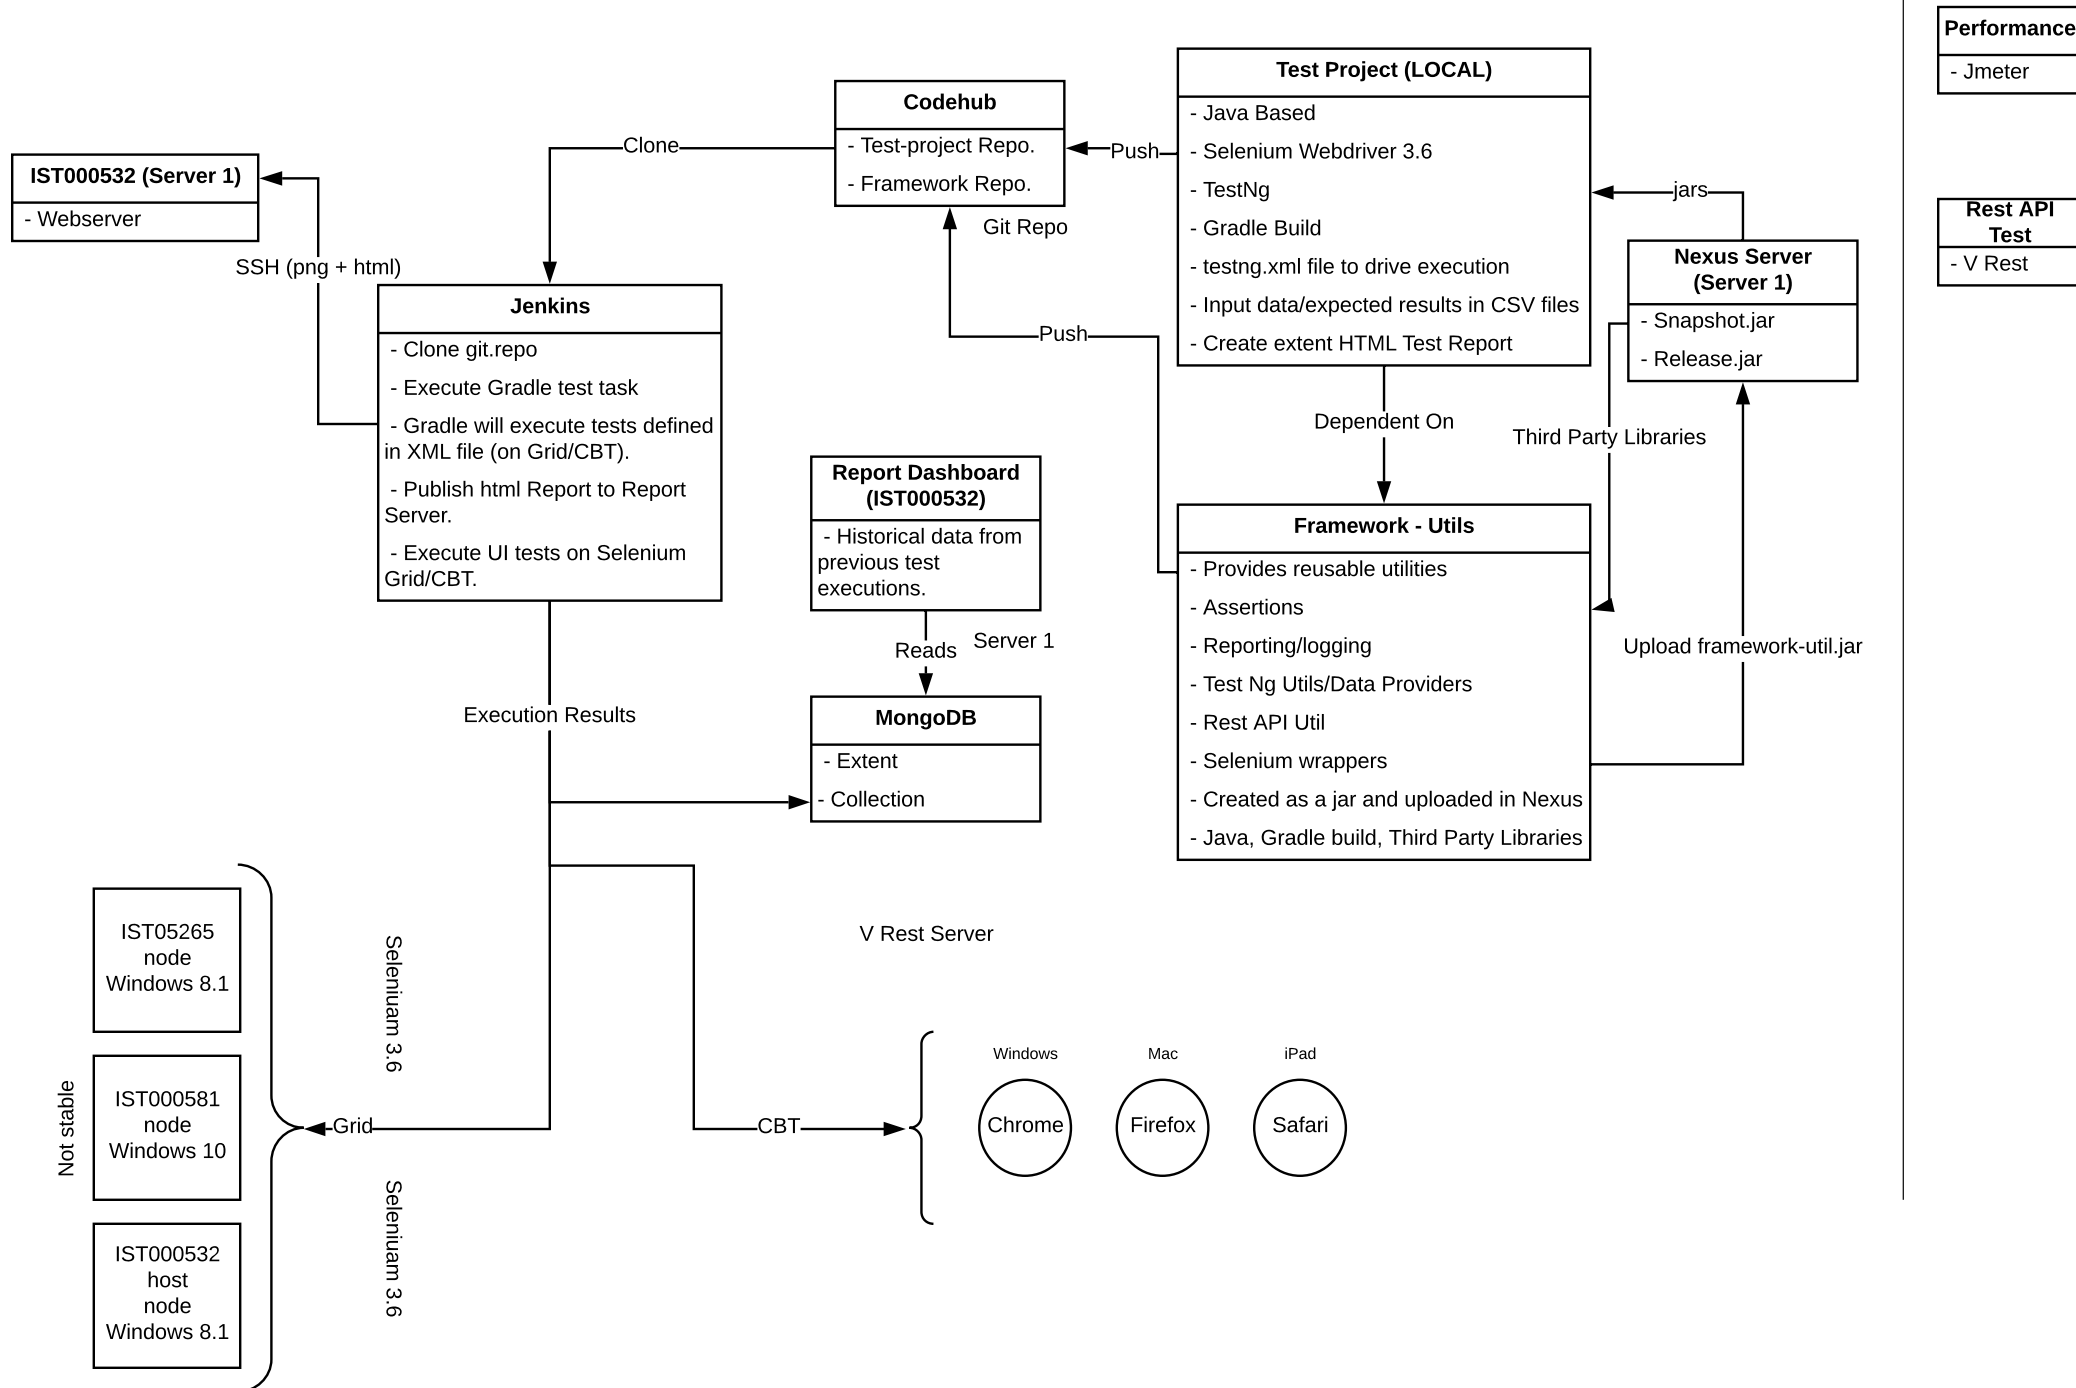 Performance
- Jmeter
Rest API
Test
- V Rest
Test Project (LOCAL)
- Java Based
- Selenium Webdriver 3.6
- TestNg
- Gradle Build
- testng.xml file to drive execution
- Input data/expected results in CSV files
- Create extent HTML Test Report
Codehub
- Test-project Repo.
- Framework Repo.
Git Repo
Clone
Push
jars
IST000532 (Server 1)
- Webserver
SSH (png + html)
Nexus Server
(Server 1)
- Snapshot.jar
- Release.jar
Jenkins
- Clone git.repo
- Execute Gradle test task
- Gradle will execute tests defined
in XML file (on Grid/CBT).
- Publish html Report to Report
Server.
- Execute UI tests on Selenium
Grid/CBT.
Push
Dependent On
Third Party Libraries
Report Dashboard
(IST000532)
- Historical data from
previous test
executions.
Reads
Server 1
Framework - Utils
- Provides reusable utilities
- Assertions
- Reporting/logging
- Test Ng Utils/Data Providers
- Rest API Util
- Selenium wrappers
- Created as a jar and uploaded in Nexus
- Java, Gradle build, Third Party Libraries
Upload framework-util.jar
Execution Results
MongoDB
- Extent
- Collection
IST05265
node
Windows 8.1
Seleniuam 3.6
V Rest Server
Not stable
IST000581
node
Windows 10
Grid
CBT
Windows
Chrome
Mac
Firefox
iPad
Safari
IST000532
host
node
Windows 8.1
Seleniuam 3.6